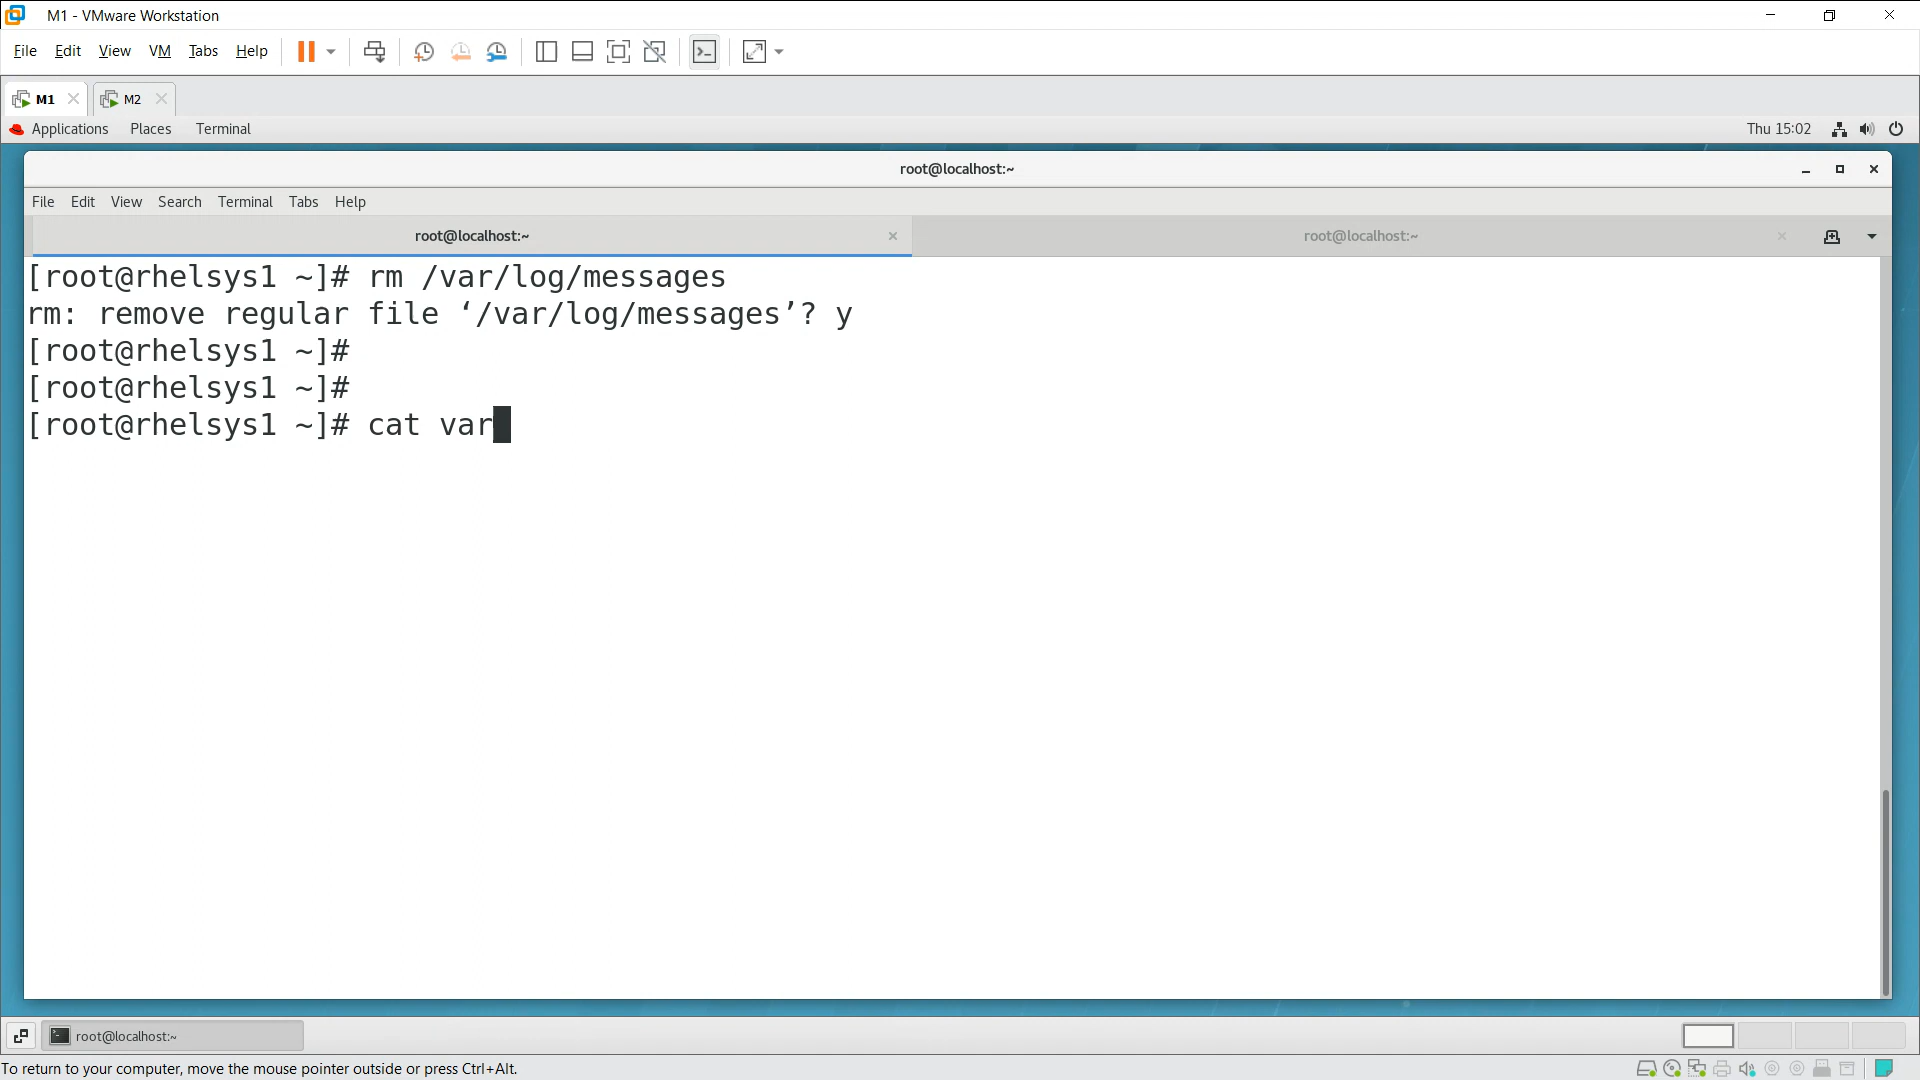 M1 - VMware Workstation
File Edit View VM Tabs Help
M1 M2
Applications Places Terminal Thu 15:02
root@localhost:~
File Edit View Search Terminal Tabs Help
root@localhost:~ root@localhost:~
[root@rhelsys1 ~]# rm /var/log/messages
rm: remove regular file ‘/var/log/messages’? y
[root@rhelsys1 ~]#
[root@rhelsys1 ~]#
[root@rhelsys1 ~]# cat var
root@localhost:~
To return to your computer, move the mouse pointer outside or press Ctrl+Alt.